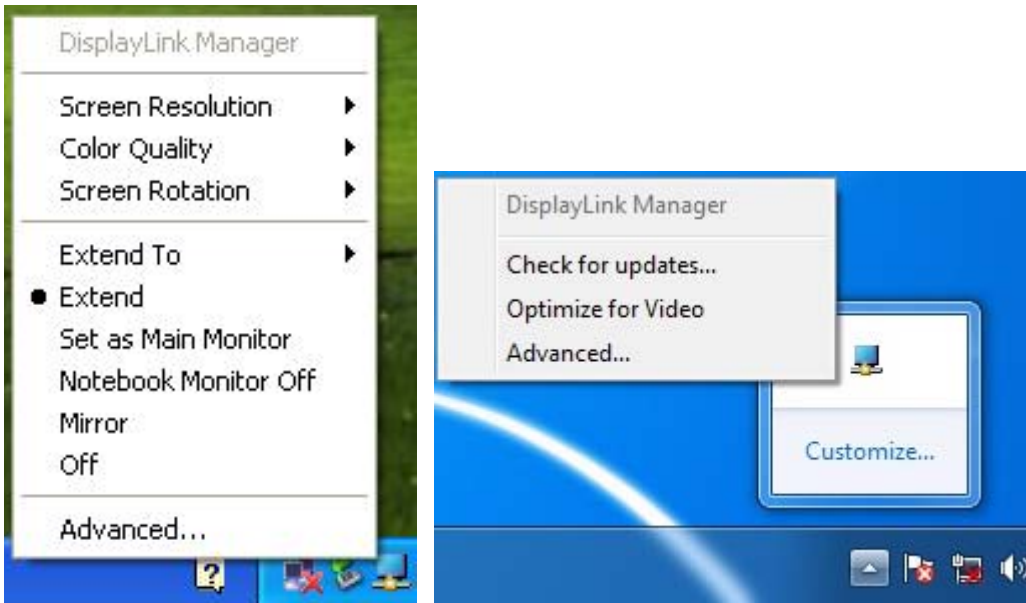 DisplayLink Manager
Screen Resolution
Color Quality
Screen Rotation
Extend To
Extend
Set as Main Monitor
Notebook Monitor Off
Mirror
Off
Advanced...
?
DisplayLink Manager
Check for updates...
Optimize for Video
Advanced...
Customize...